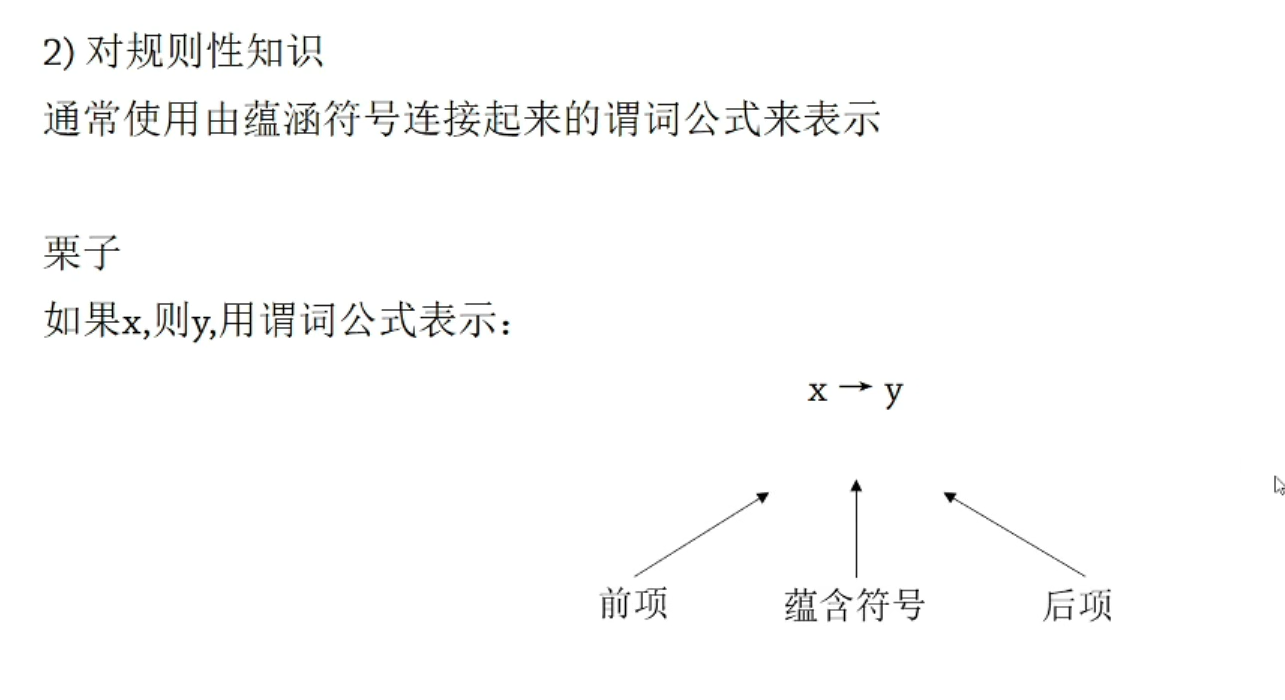 2) 对规则性知识
通常使用由蕴涵符号连接起来的谓词公式来表示
栗子
如果x,则y,用谓词公式表示：
x → y
前项 蕴含符号 后项